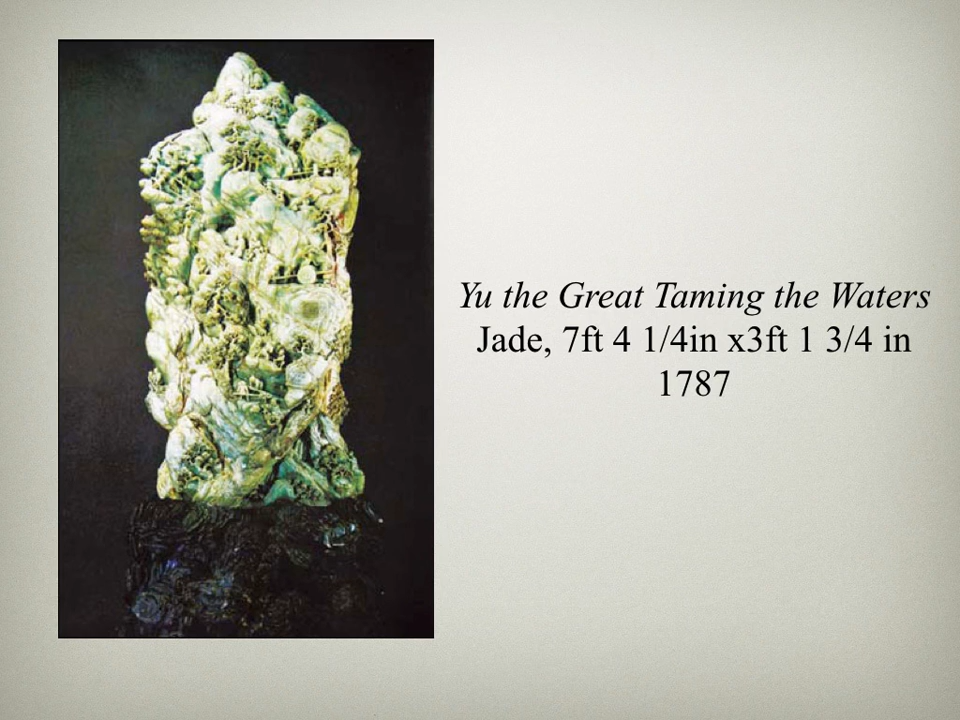 Yu the Great Taming the Waters
Jade, 7ft 4 1/4in x3ft 1 3/4 in
1787